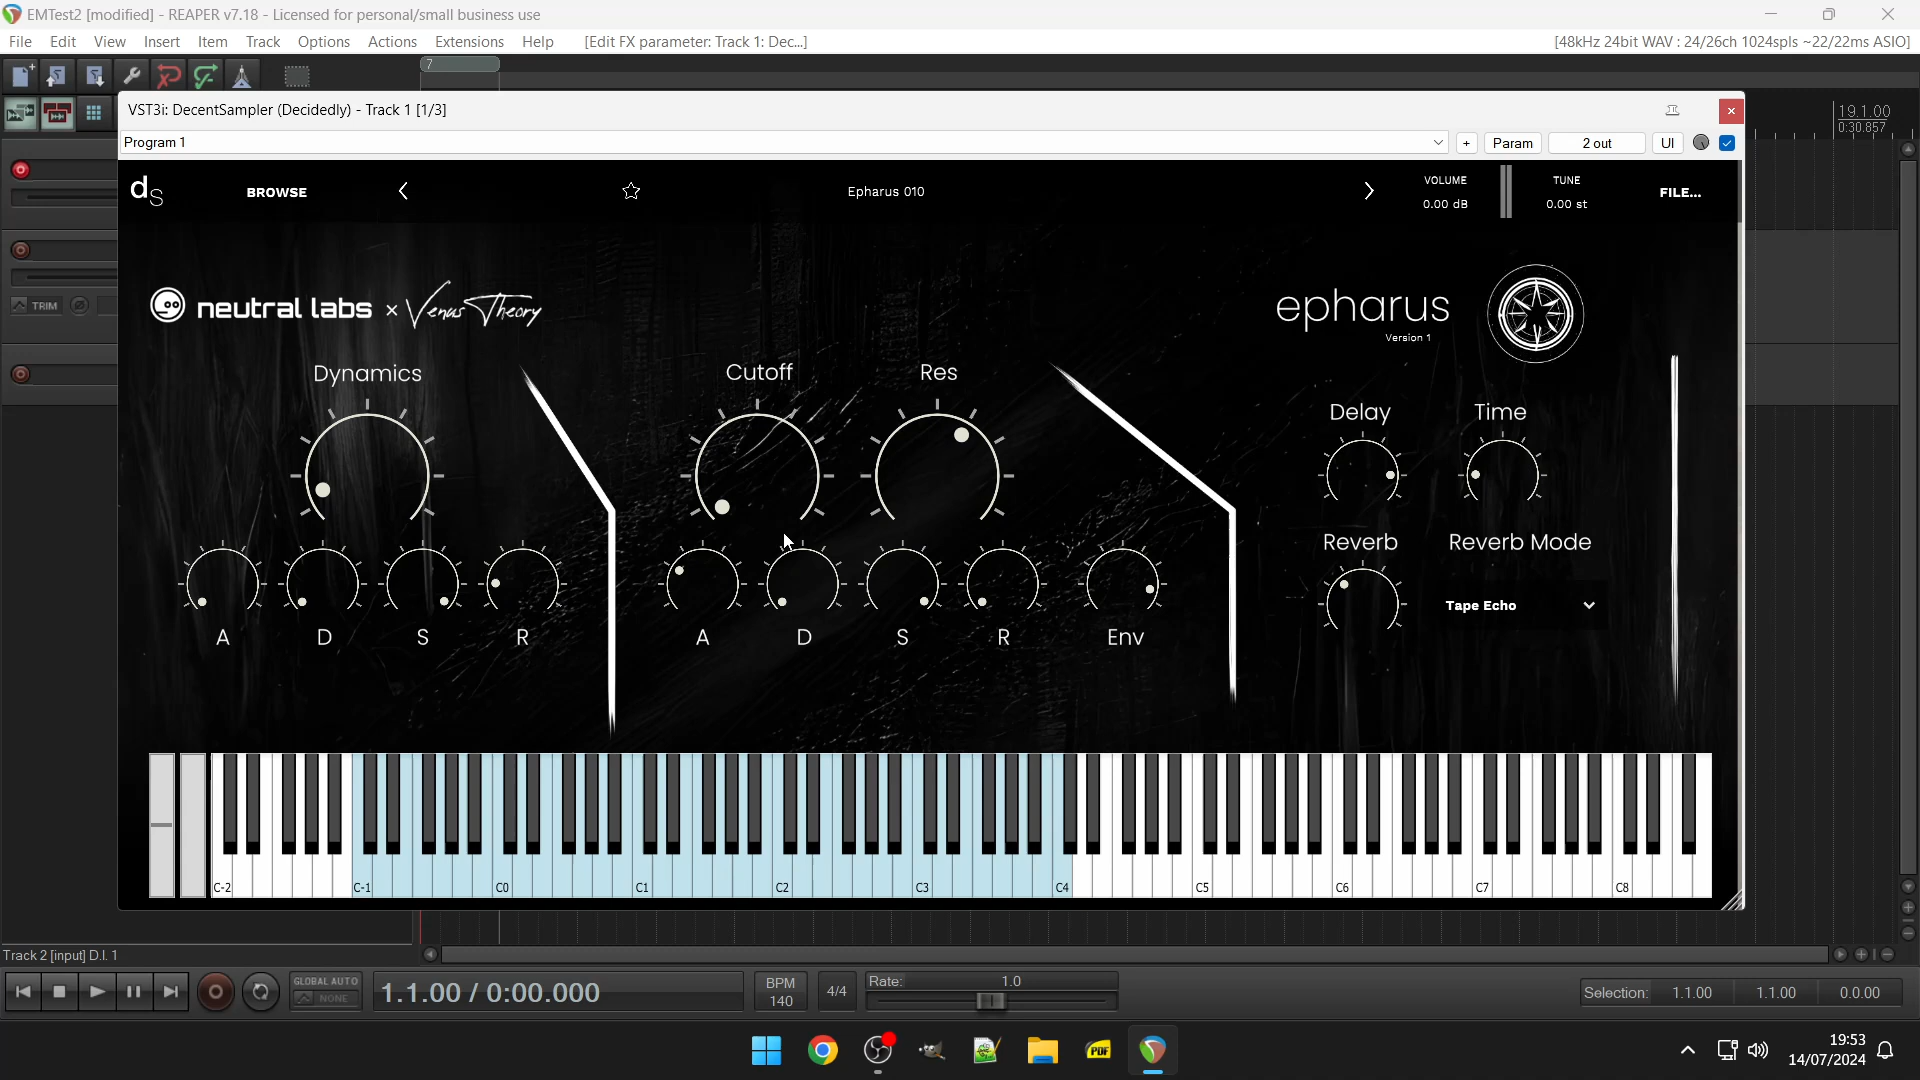 EMTest2 [modified] - REAPER v7.18 - Licensed for personal/small business use
File Edit View Insert Item Track Options Actions Extensions Help [Edit FX parameter: Track 1: Dec...] [48kHz 24bit WAV : 24/26ch 1024spls ~22/22ms ASIO]
7
VST3i: DecentSampler (Decidedly) - Track 1 [1/3]
19.1.00
0:30.857
Program 1 + Param 2 out UI
ds BROWSE Epharus 010 VOLUME TUNE FILE...
0.00 dB 0.00 st
neutral labs x Venus Theory epharus
Version 1
TRIM
Dynamics Cutoff Res
Delay Time
Reverb Reverb Mode
Tape Echo
A D S R A D S R Env
C-2 C-1 C0 C1 C2 C3 C4 C5 C6 C7 C8
Track 2 [input] D.I. 1
GLOBAL AUTO
NONE
1.1.00 / 0:00.000
BPM
140
4/4
Rate: 1.0
Selection: 1.1.00 1.1.00 0.0.00
PDF
19:53
14/07/2024